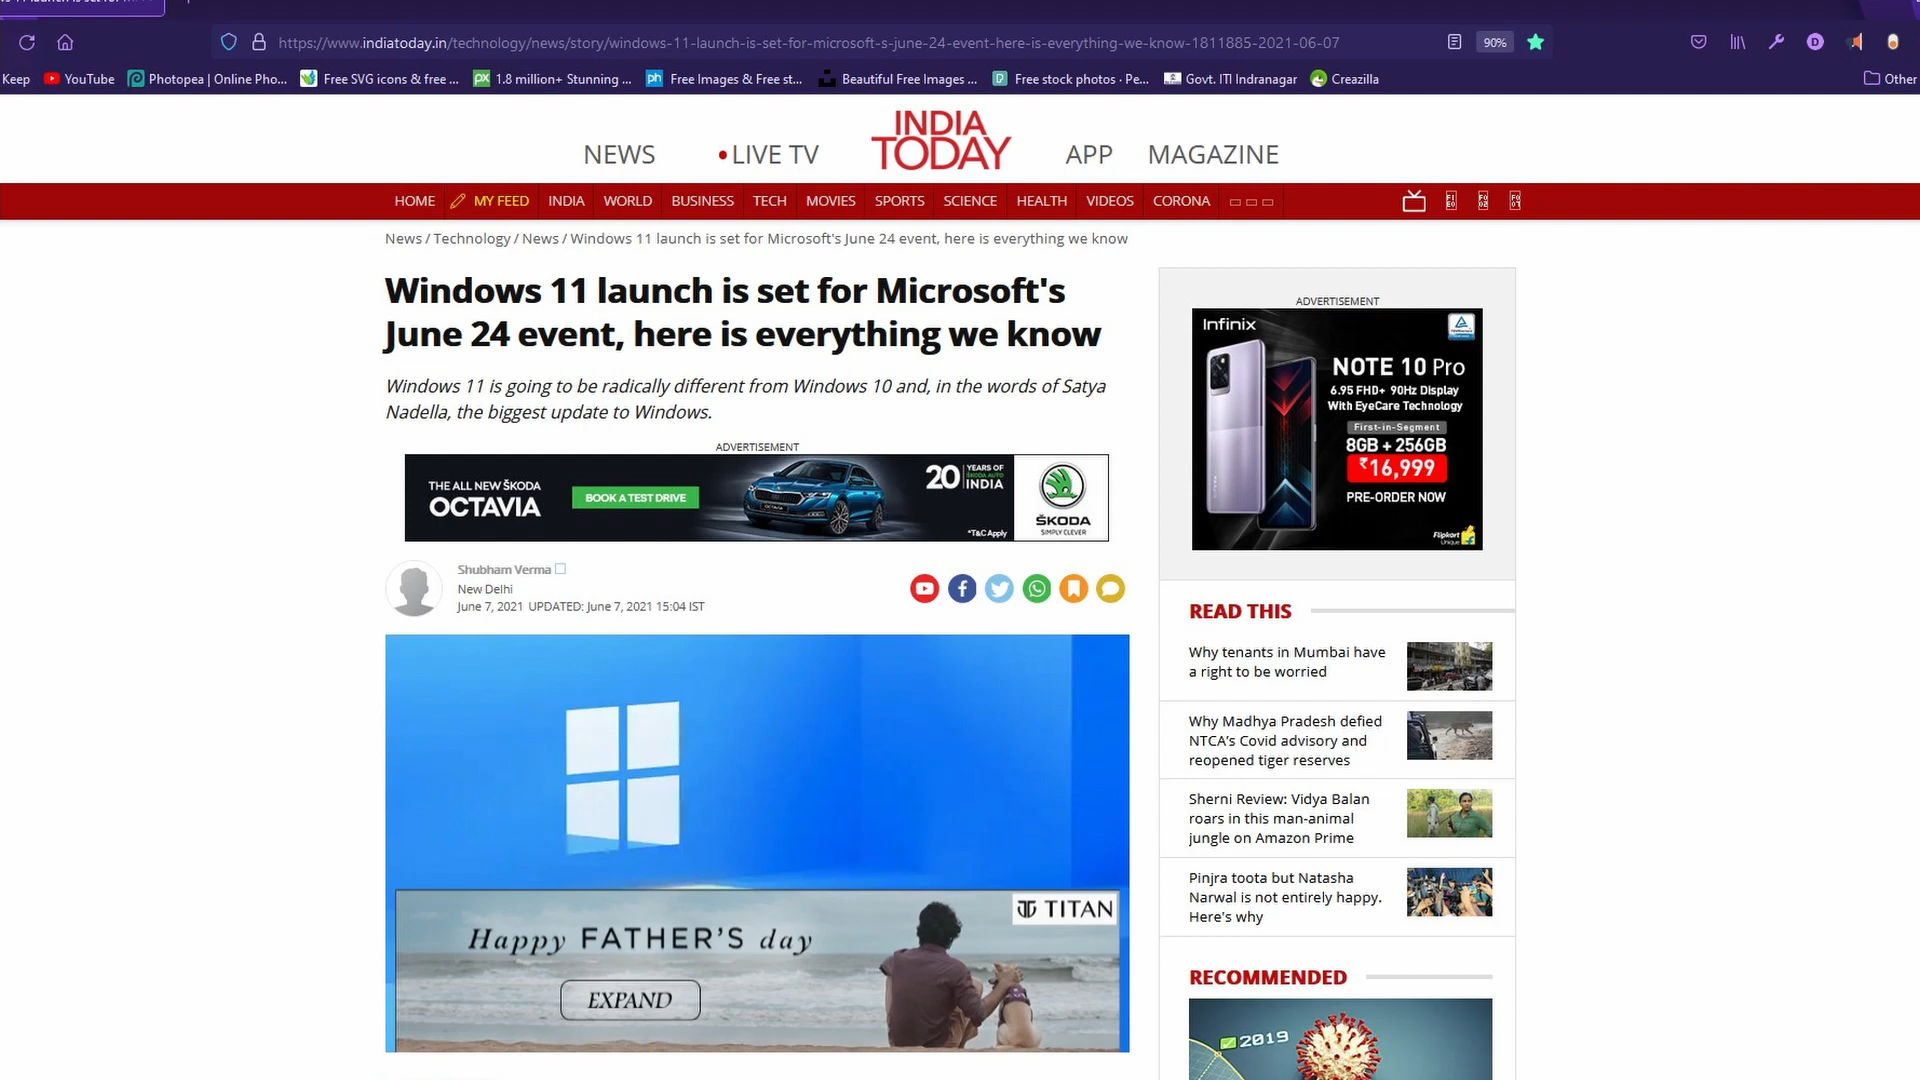 https://www.indiatoday.in/technology/news/story/windows-11-launch-is-set-for-microsoft-s-june-24-event-here-is-everything-we-know-1811885-2021-06-07
90%
Keep
YouTube
Photopea | Online Pho...
Free SVG icons & free ...
1.8 million+ Stunning ...
Free Images & Free st...
Beautiful Free Images ...
Free stock photos · Pe...
Govt. ITI Indranagar
Creazilla
Other
NEWS
LIVE TV
INDIA
TODAY
APP
MAGAZINE
HOME
MY FEED
INDIA
WORLD
BUSINESS
TECH
MOVIES
SPORTS
SCIENCE
HEALTH
VIDEOS
CORONA
News / Technology / News / Windows 11 launch is set for Microsoft's June 24 event, here is everything we know
Windows 11 launch is set for Microsoft's
June 24 event, here is everything we know
Windows 11 is going to be radically different from Windows 10 and, in the words of Satya
Nadella, the biggest update to Windows.
ADVERTISEMENT
THE ALL NEW ŠKODA
OCTAVIA
BOOK A TEST DRIVE
20 YEARS OF
ŠKODA AUTO
INDIA
*T&C Apply
ŠKODA
SIMPLY CLEVER
Shubham Verma
New Delhi
June 7, 2021 UPDATED: June 7, 2021 15:04 IST
Happy FATHER'S day
EXPAND
TITAN
ADVERTISEMENT
Infinix
NOTE 10 Pro
6.95 FHD+ 90Hz Display
With EyeCare Technology
First-in-Segment
8GB + 256GB
₹16,999
PRE-ORDER NOW
Flipkart
Unique
READ THIS
Why tenants in Mumbai have
a right to be worried
Why Madhya Pradesh defied
NTCA's Covid advisory and
reopened tiger reserves
Sherni Review: Vidya Balan
roars in this man-animal
jungle on Amazon Prime
Pinjra toota but Natasha
Narwal is not entirely happy.
Here's why
RECOMMENDED
2019